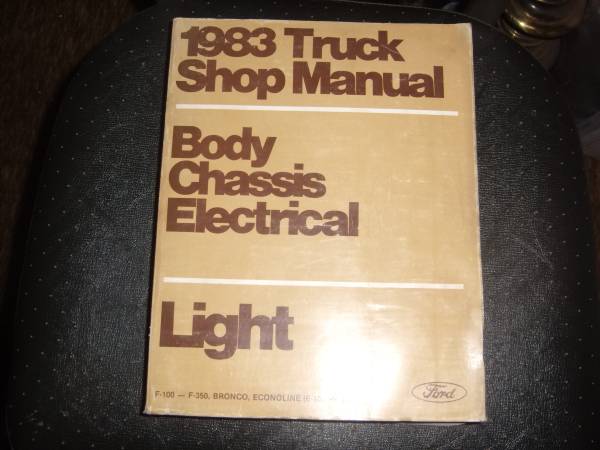 1983 Truck
Shop Manual
Body
Chassis
Electrical
Light
F-100 — F-350, BRONCO, ECONOLINE
Ford